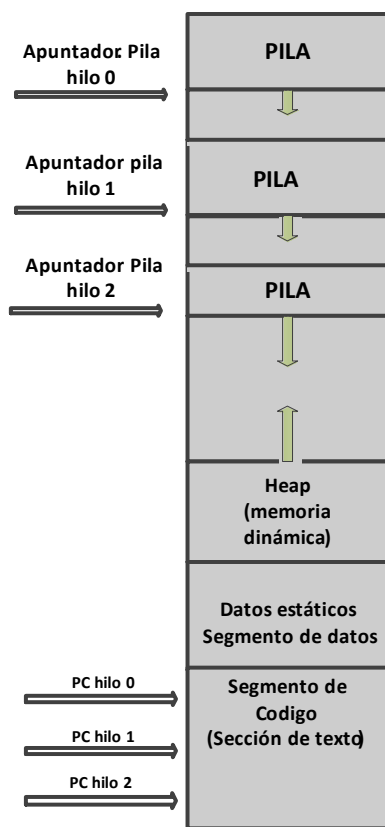 Apuntador: Pila
hilo 0
PILA
Apuntador pila
hilo 1
PILA
Apuntador Pila
hilo 2
PILA
Heap
(memoria
dinámica)
Datos estáticos
Segmento de datos
PC hilo 0
Segmento de
Codigo
(Sección de texto)
PC hilo 1
PC hilo 2